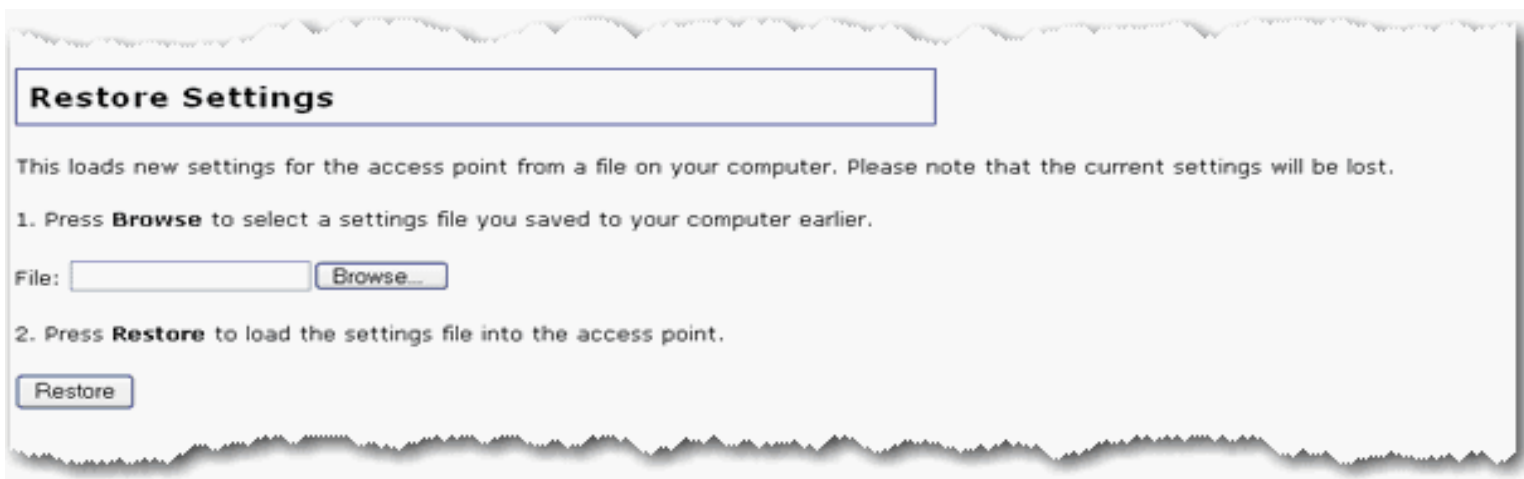 Restore Settings
This loads new settings for the access point from a file on your computer. Please note that the current settings will be lost.
1. Press Browse to select a settings file you saved to your computer earlier.
File: Browse...
2. Press Restore to load the settings file into the access point.
Restore